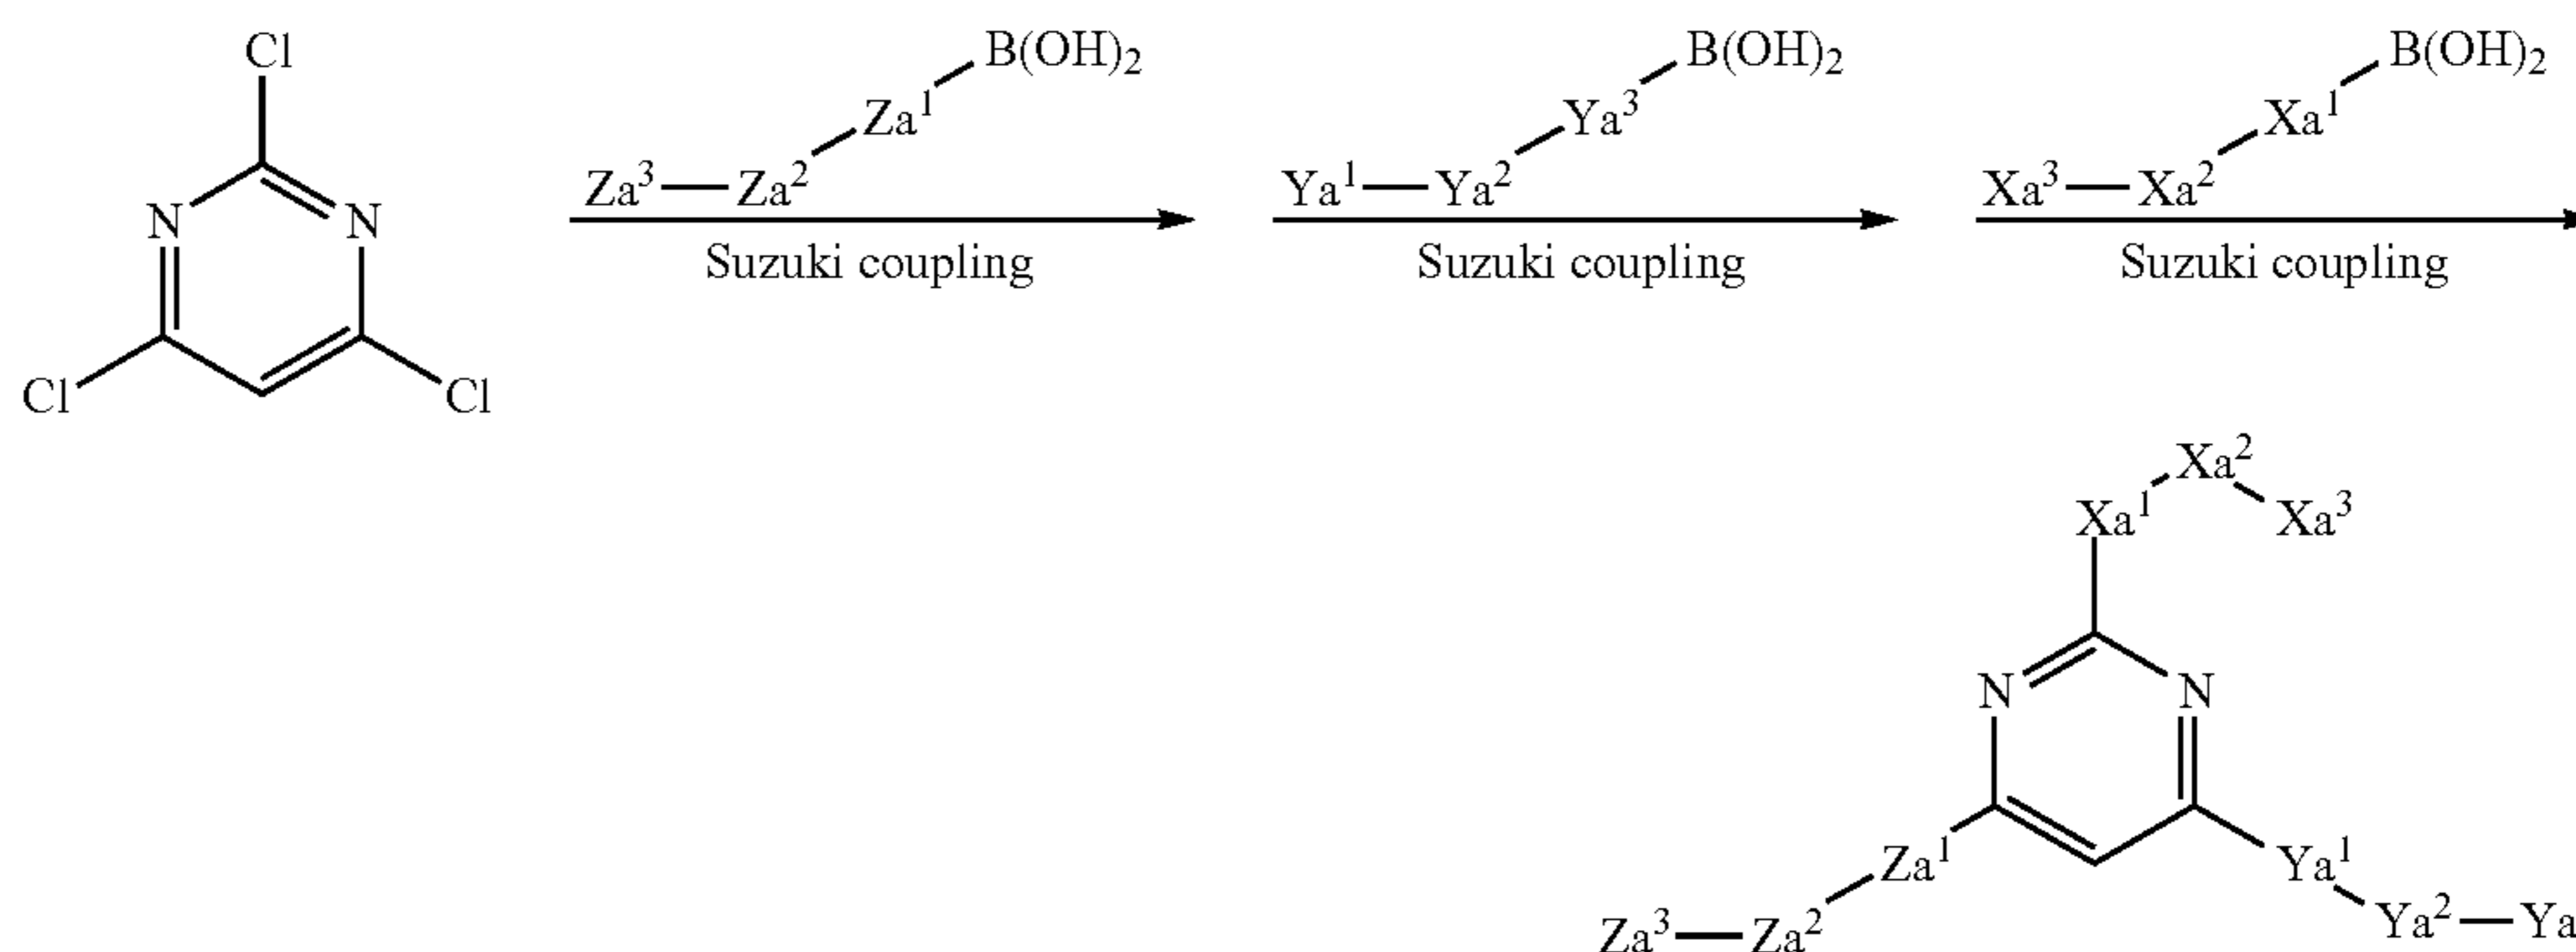 Cl
N N
Cl Cl
B(OH)₂
Za¹
Za³—Za²
Suzuki coupling
B(OH)₂
Ya³
Ya¹—Ya²
Suzuki coupling
B(OH)₂
Xa¹
Xa³—Xa²
Suzuki coupling
Xa²
Xa¹ Xa³
N N
Za¹ Ya¹
Za³—Za² Ya²—Ya